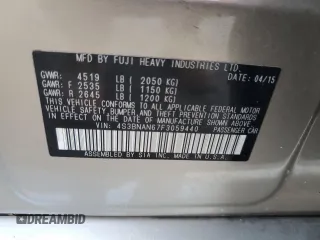 MFD BY FUJI HEAVY INDUSTRIES LTD.
GVWR: 4519 LB ( 2050 KG) DATE: 04/15
GAWR: F 2535 LB ( 1150 KG)
GAWR: R 2645 LB ( 1200 KG)
THIS VEHICLE CONFORMS TO ALL APPLICABLE FEDERAL MOTOR
VEHICLE SAFETY, BUMPER, AND THEFT PREVENTION STANDARDS
IN EFFECT ON THE DATE OF MANUFACTURE SHOWN ABOVE.
VIN: 4S3BNAN67F3059440 PASSENGER CAR
ASSEMBLED BY SIA INC. MADE IN U.S.A.
DREAMBID